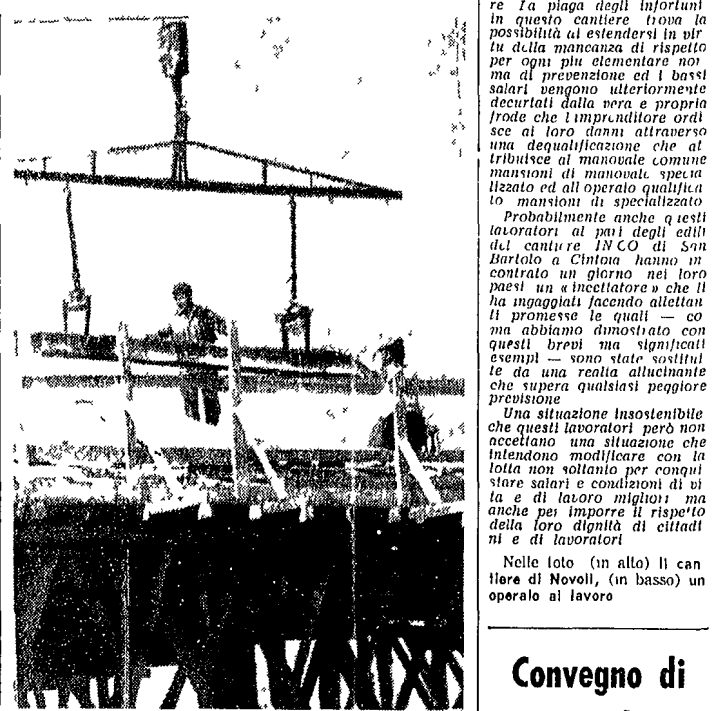 re la piaga degli infortuni
in questo cantiere trova la
possibilità di estendersi in vir
tu della mancanza di rispetto
per ogni piu elementare nor
ma di prevenzione ed i bassi
salari vengono ulteriormente
decurtati dalla vera e propria
frode che l imprenditore ordi
sce ai loro danni attraverso
una dequalificazione che at
tribuisce al manovale comune
mansioni di manovale specia
lizzato ed all operaio qualifica
to mansioni di specializzato
Probabilmente anche questi
lavoratori al pari degli edili
del cantiere INCO di San
Bartolo a Cintoia hanno in
contrato un giorno nei loro
paesi un « incettatore » che li
ha ingaggiati facendo allettan
ti promesse le quali — co
me abbiamo dimostrato con
questi brevi ma significati
esempi — sono state sostitui
te da una realta allucinante
che supera qualsiasi peggiore
previsione
Una situazione insostenibile
che questi lavoratori però non
accettano una situazione che
intendono modificare con la
lotta non soltanto per conqui
stare salari e condizioni di vi
ta e di lavoro migliori ma
anche per imporre il rispetto
della loro dignità di cittadi
ni e di lavoratori
Nelle foto (in alto) il can
tiere di Novoli, (in basso) un
operaio al lavoro
Convegno di